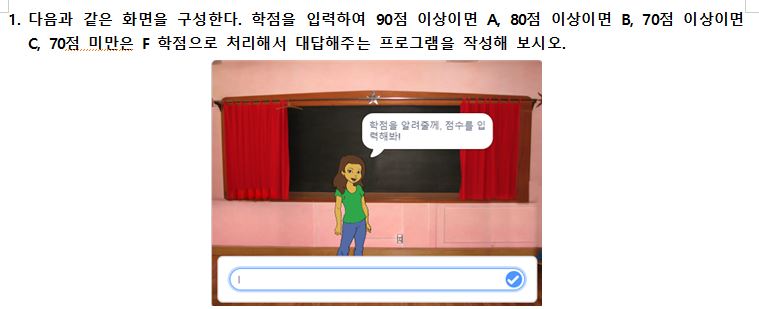 1. 다음과 같은 화면을 구성한다. 학점을 입력하여 90점 이상이면 A, 80점 이상이면 B, 70점 이상이면
C, 70점 미만은 F 학점으로 처리해서 대답해주는 프로그램을 작성해 보시오.
학점을 알려줄께, 점수를 입
력해봐!